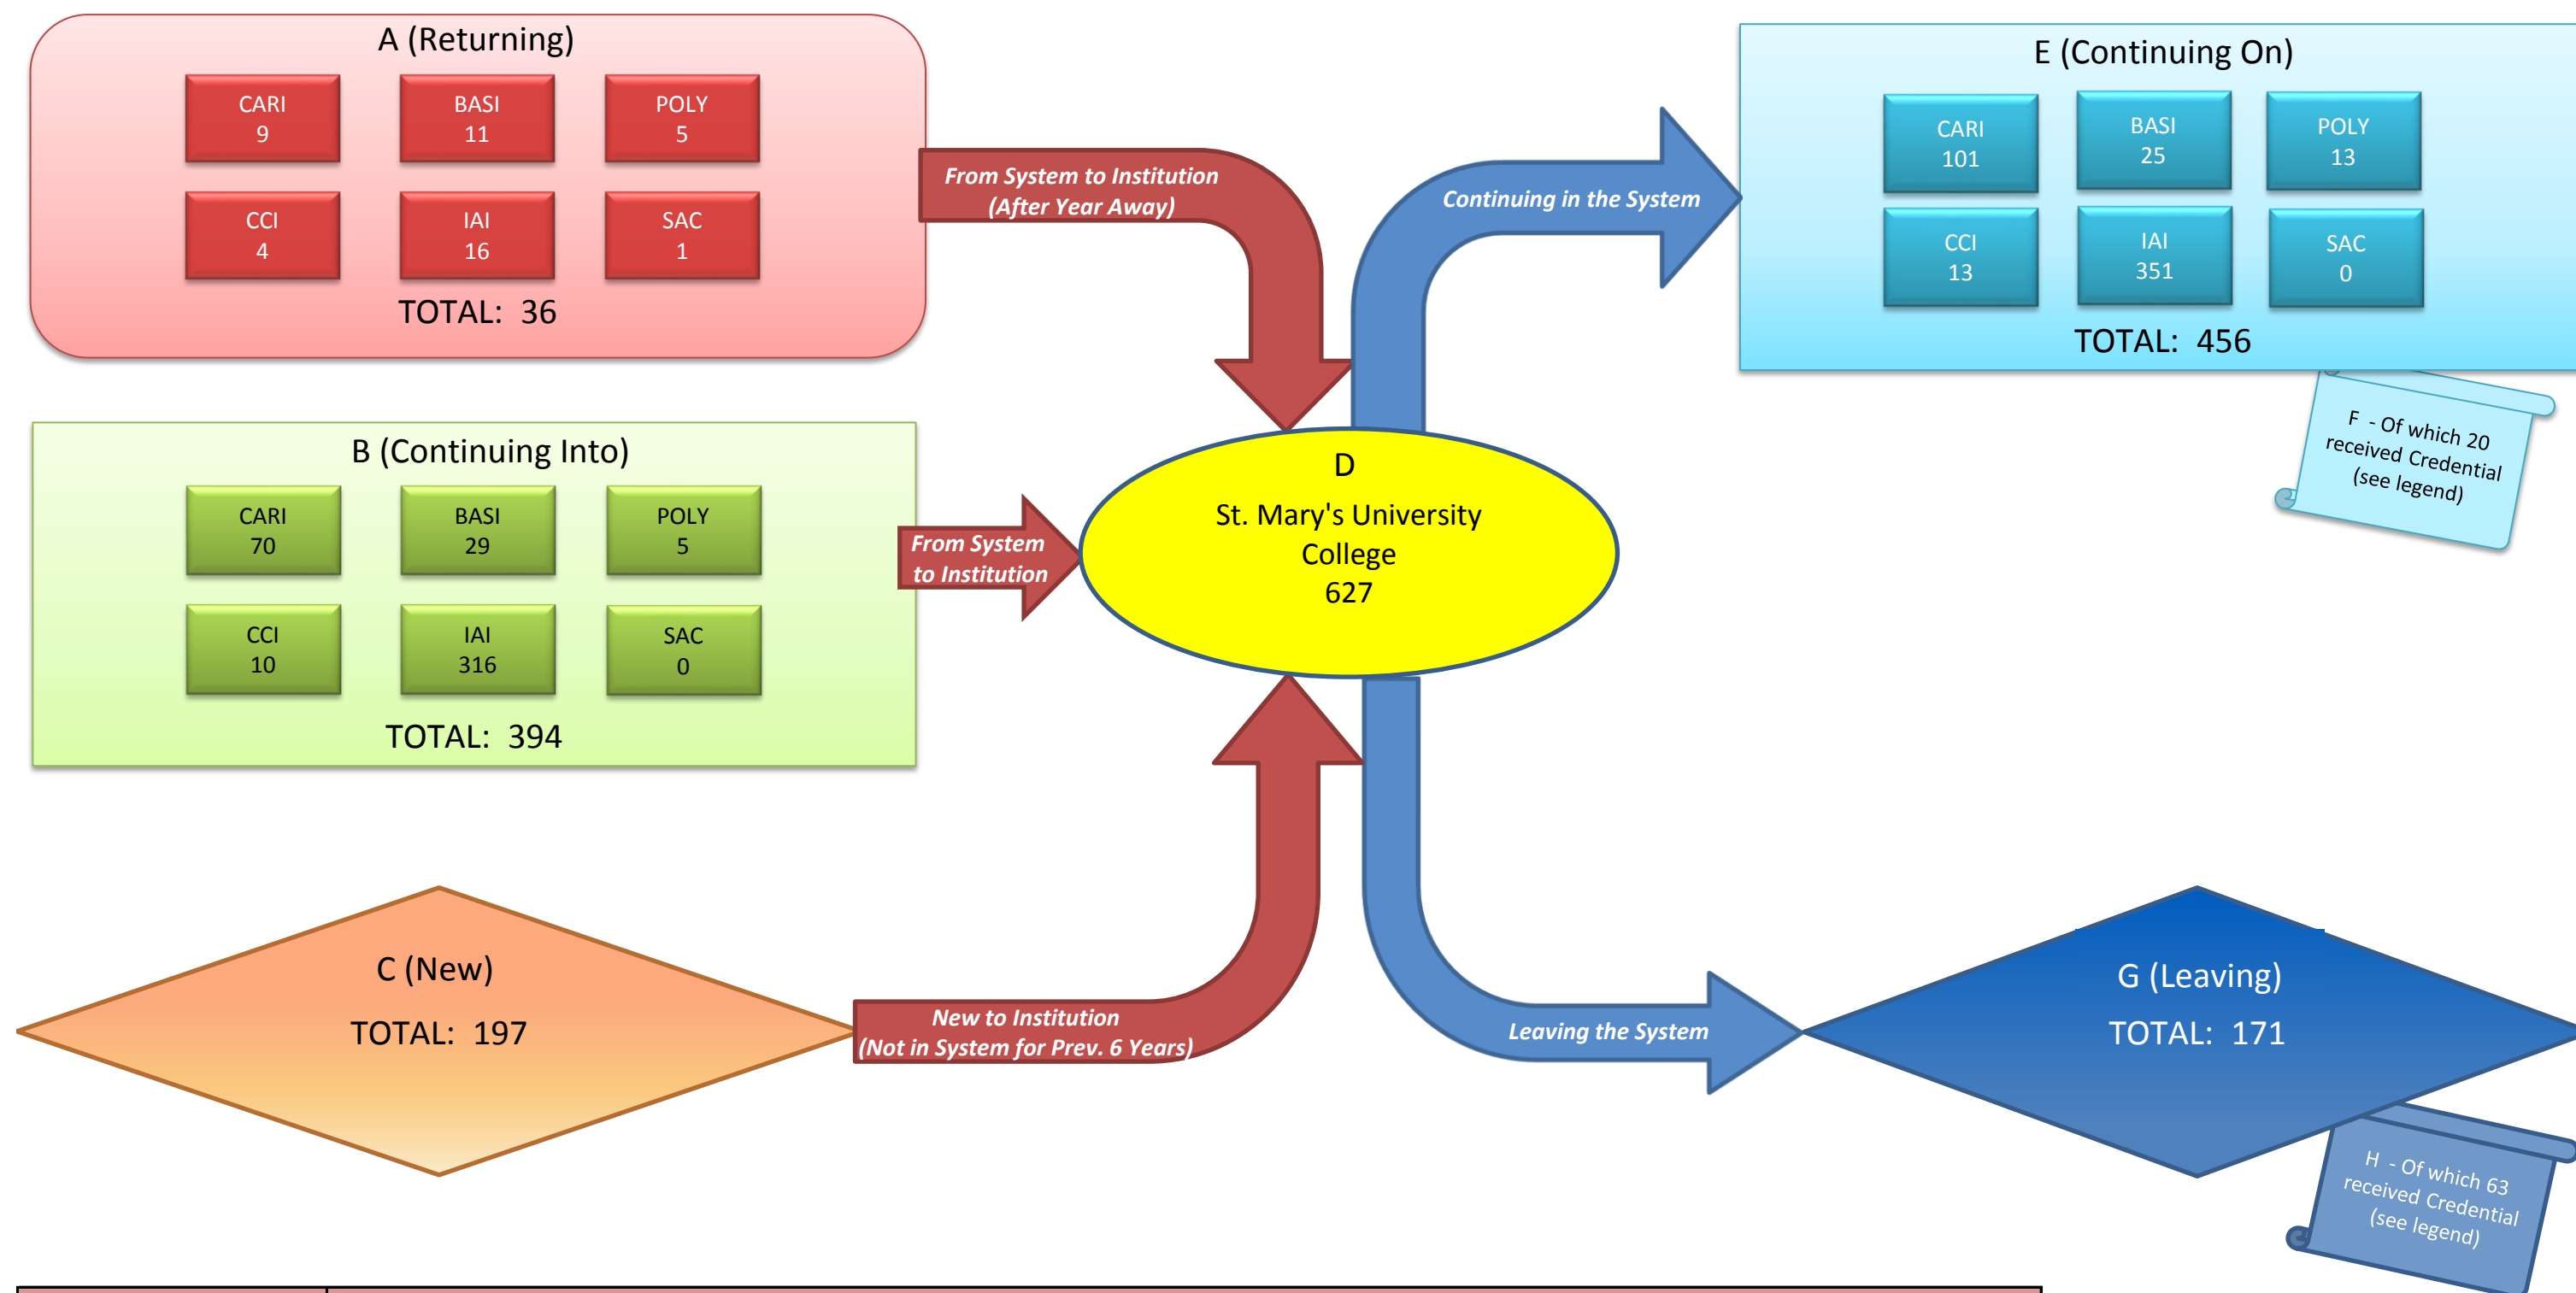 A (Returning)
CARI
9
BASI
11
POLY
5
CCI
4
IAI
16
SAC
1
TOTAL: 36
From System to Institution
(After Year Away)
Continuing in the System
E (Continuing On)
CARI
101
BASI
25
POLY
13
CCI
13
IAI
351
SAC
0
TOTAL: 456
F - Of which 20
received Credential
(see legend)
B (Continuing Into)
CARI
70
BASI
29
POLY
5
CCI
10
IAI
316
SAC
0
TOTAL: 394
From System
to Institution
D
St. Mary's University
College
627
C (New)
TOTAL: 197
New to Institution
(Not in System for Prev. 6 Years)
Leaving the System
G (Leaving)
TOTAL: 171
H - Of which 63
received Credential
(see legend)